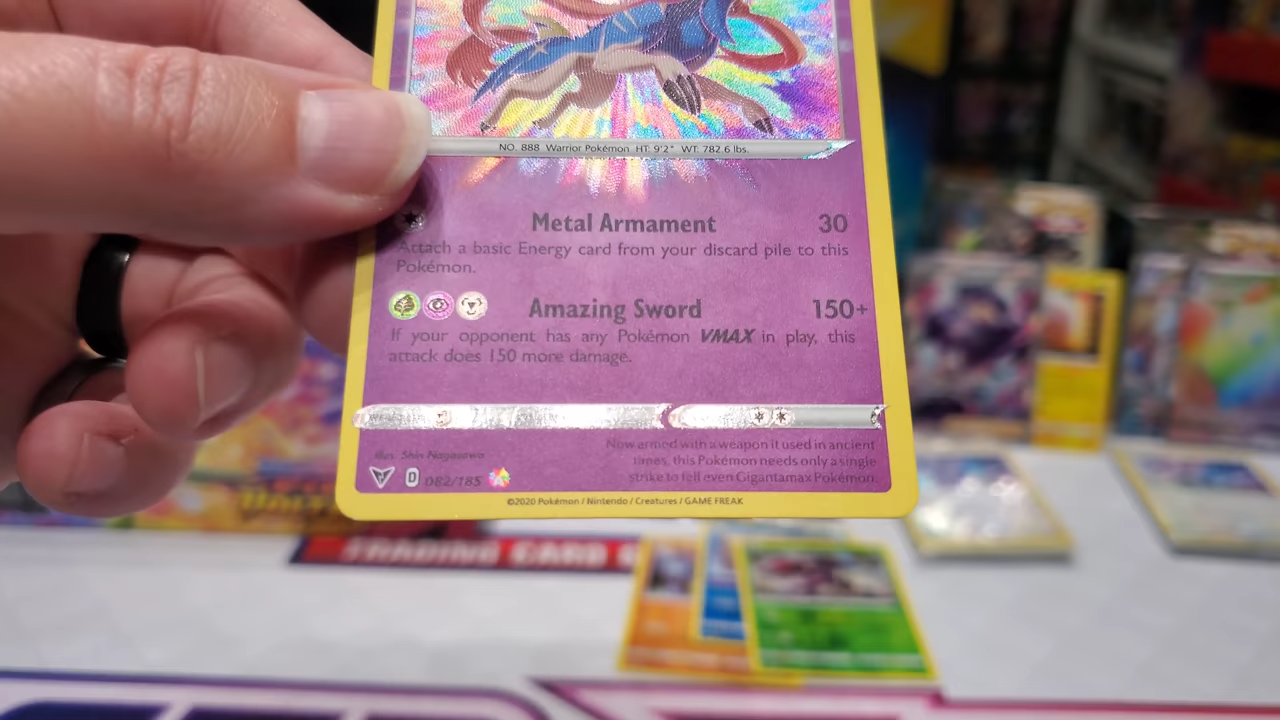 NO. 888 Warrior Pokémon HT: 9'2" WT: 782.6 lbs.
Metal Armament 30
Attach a basic Energy card from your discard pile to this
Pokémon.
Amazing Sword 150+
If your opponent has any Pokémon VMAX in play, this
attack does 150 more damage.
Illus. Shin Nagasawa
D 082/185
Now armed with a weapon it used in ancient
times, this Pokémon needs only a single
strike to fell even Gigantamax Pokémon.
©2020 Pokémon / Nintendo / Creatures / GAME FREAK
TRADING CARD G